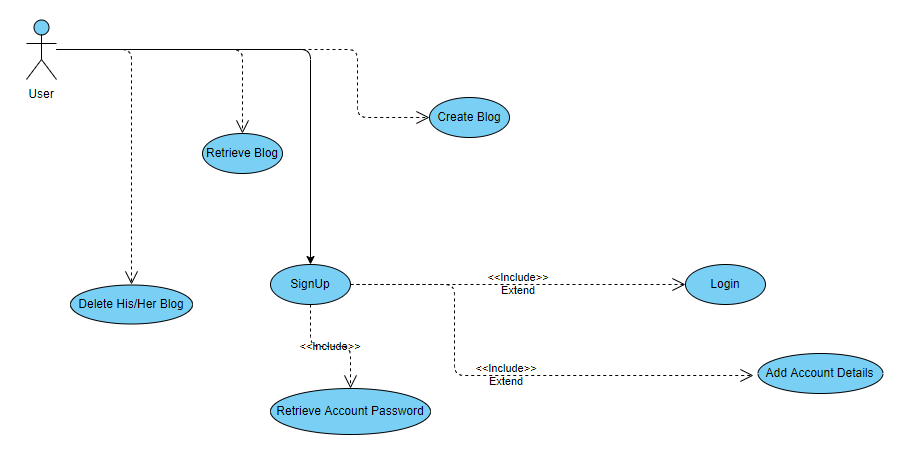 User
Create Blog
Retrieve Blog
SignUp
<<Include>>
Extend
Login
Delete His/Her Blog
<<Include>>
<<Include>>
Extend
Add Account Details
Retrieve Account Password